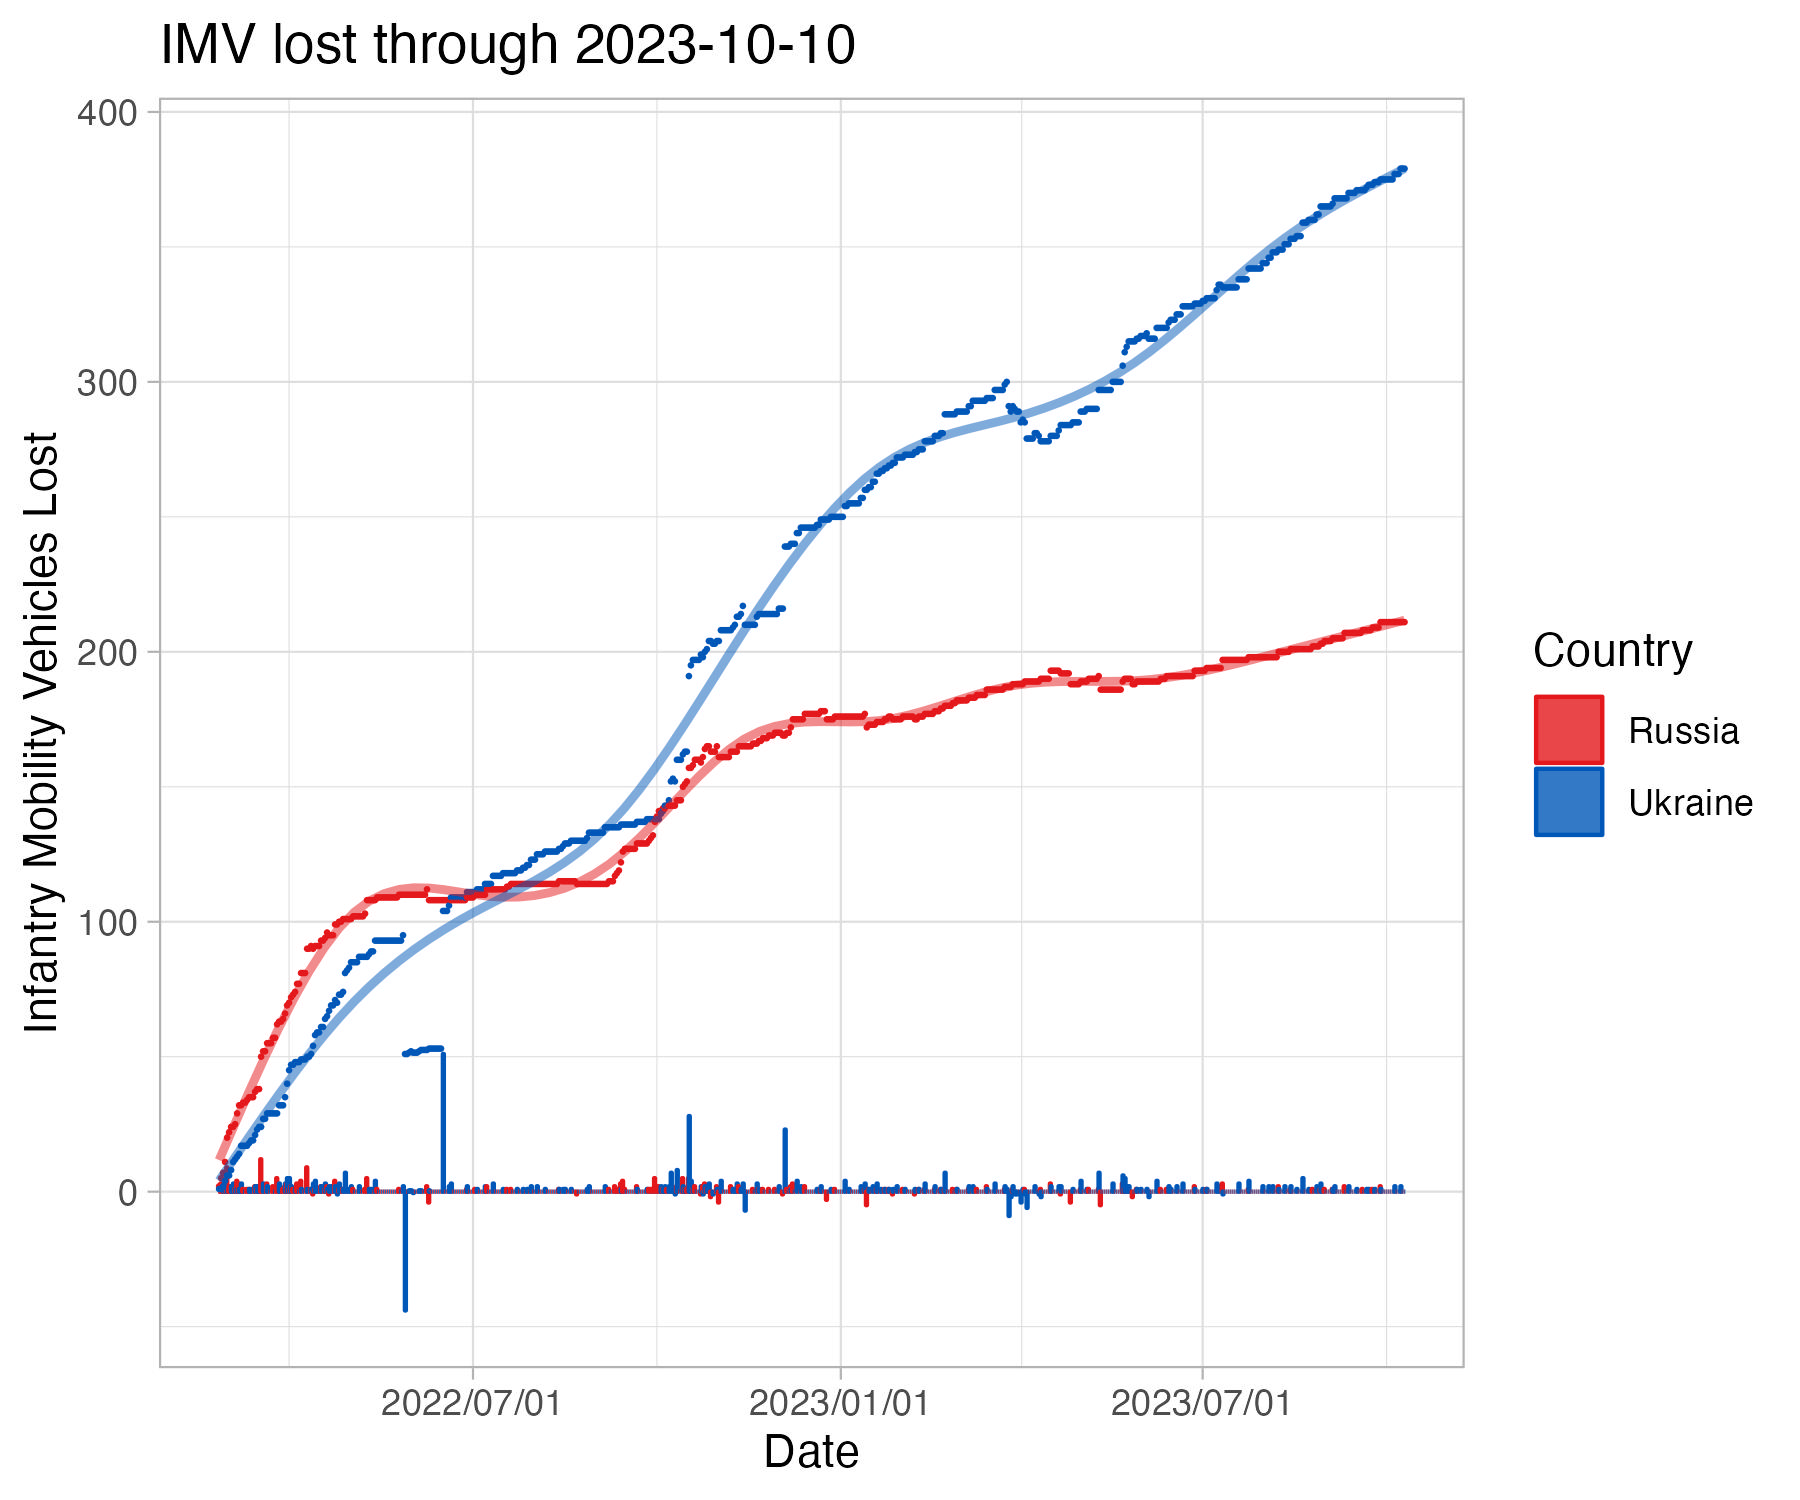 IMV lost through 2023-10-10
Infantry Mobility Vehicles Lost
400
300
200
100
0
2022/07/01
2023/01/01
2023/07/01
Date
Country
Russia
Ukraine